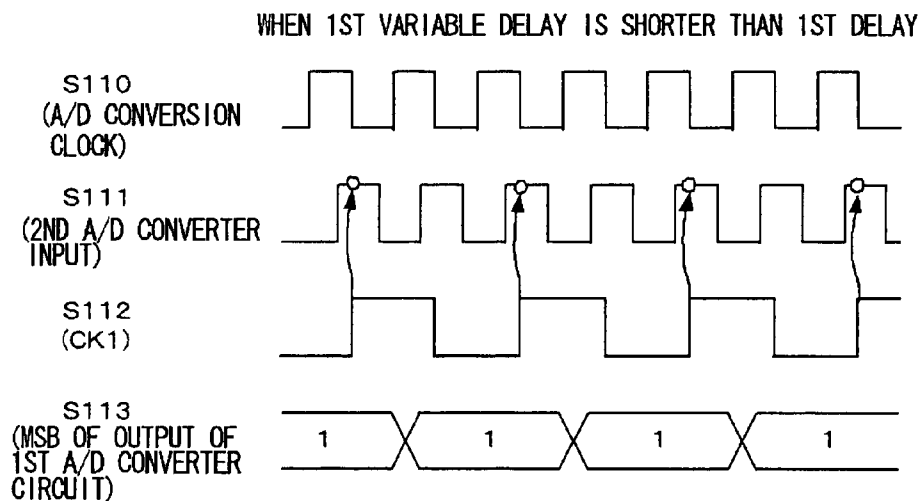 WHEN 1ST VARIABLE DELAY IS SHORTER THAN 1ST DELAY
S110
(A/D CONVERSION
CLOCK)
S111
(2ND A/D CONVERTER
INPUT)
S112
(CK1)
S113
(MSB OF OUTPUT OF
1ST A/D CONVERTER
CIRCUIT)
1 1 1 1